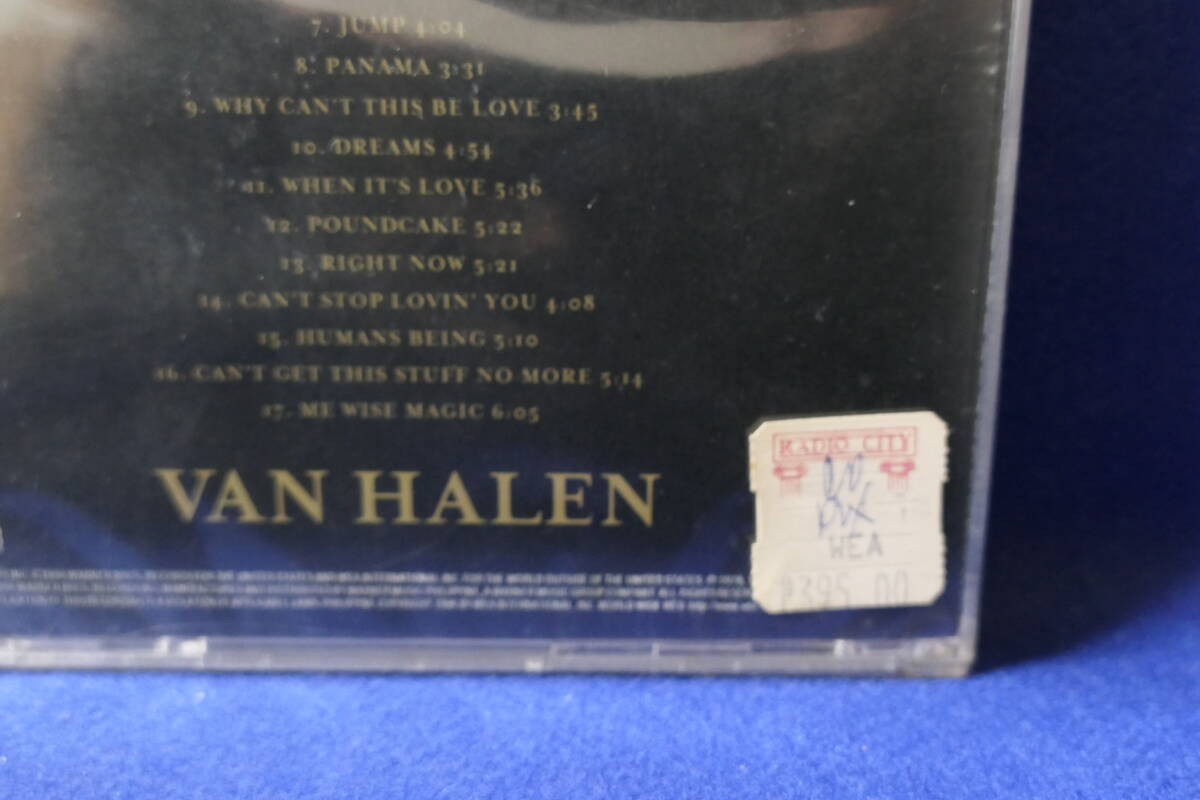 7. JUMP 4:04
8. PANAMA 3:31
9. WHY CAN'T THIS BE LOVE 3:45
10. DREAMS 4:54
11. WHEN IT'S LOVE 5:36
12. POUNDCAKE 5:22
13. RIGHT NOW 5:21
14. CAN'T STOP LOVIN' YOU 4:08
15. HUMANS BEING 5:10
16. CAN'T GET THIS STUFF NO MORE 5:14
17. ME WISE MAGIC 6:05
VAN HALEN
RADIO CITY
WEA
₱395.00